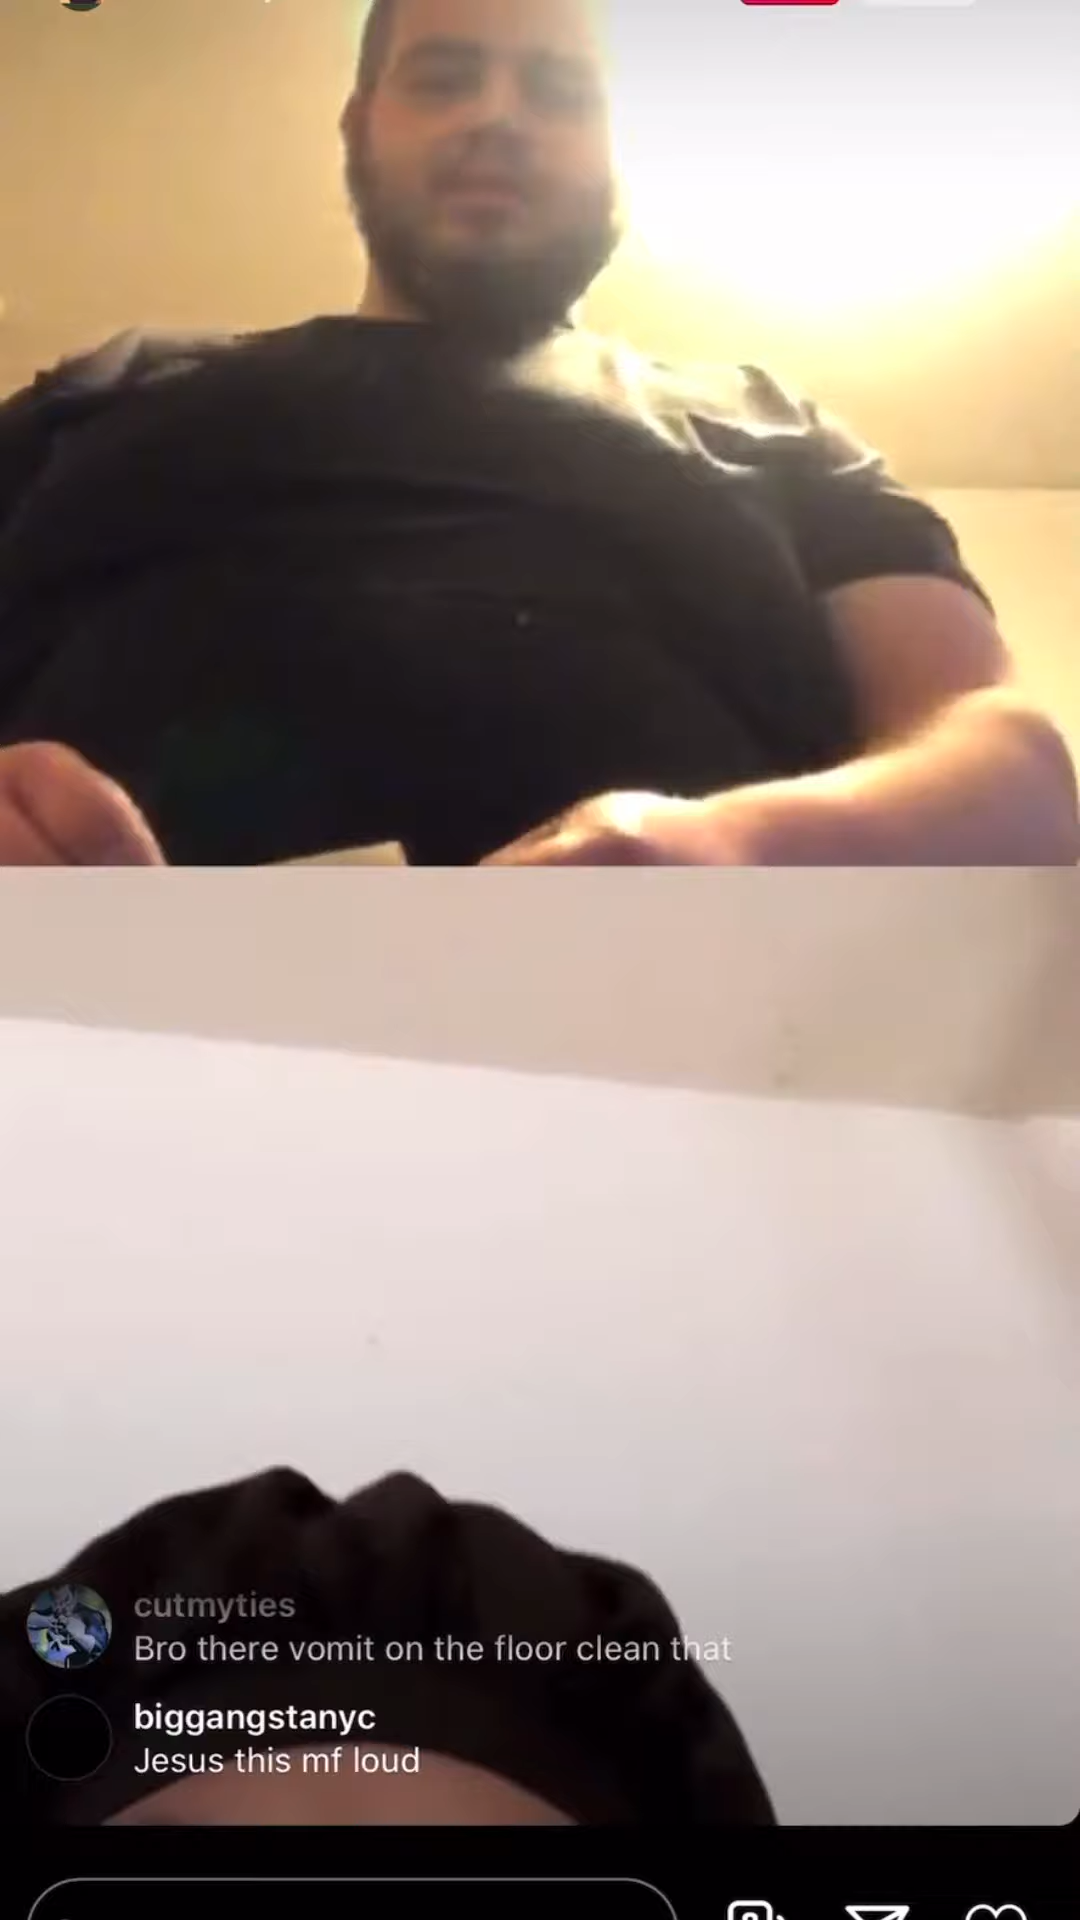 cutmyties
Bro there vomit on the floor clean that
biggangstanyc
Jesus this mf loud